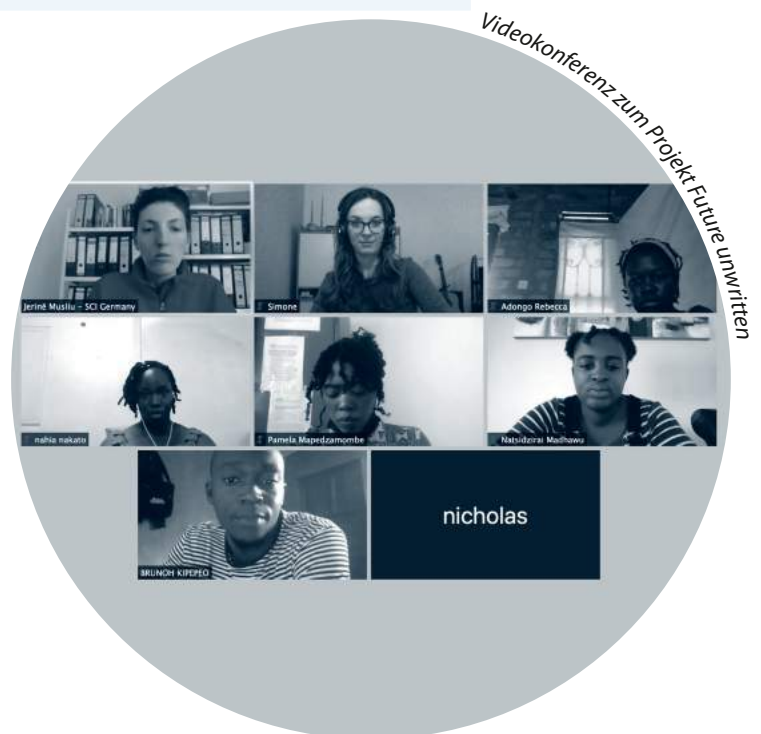 Videokonferenz zum Projekt Future unwritten
Jerinë Musliu – SCI Germany
Simone
Adongo Rebecca
nahia nakato
Pamela Mapedzamombe
Natsidzirai Madhawu
BRUNOH KIPEPEO
nicholas